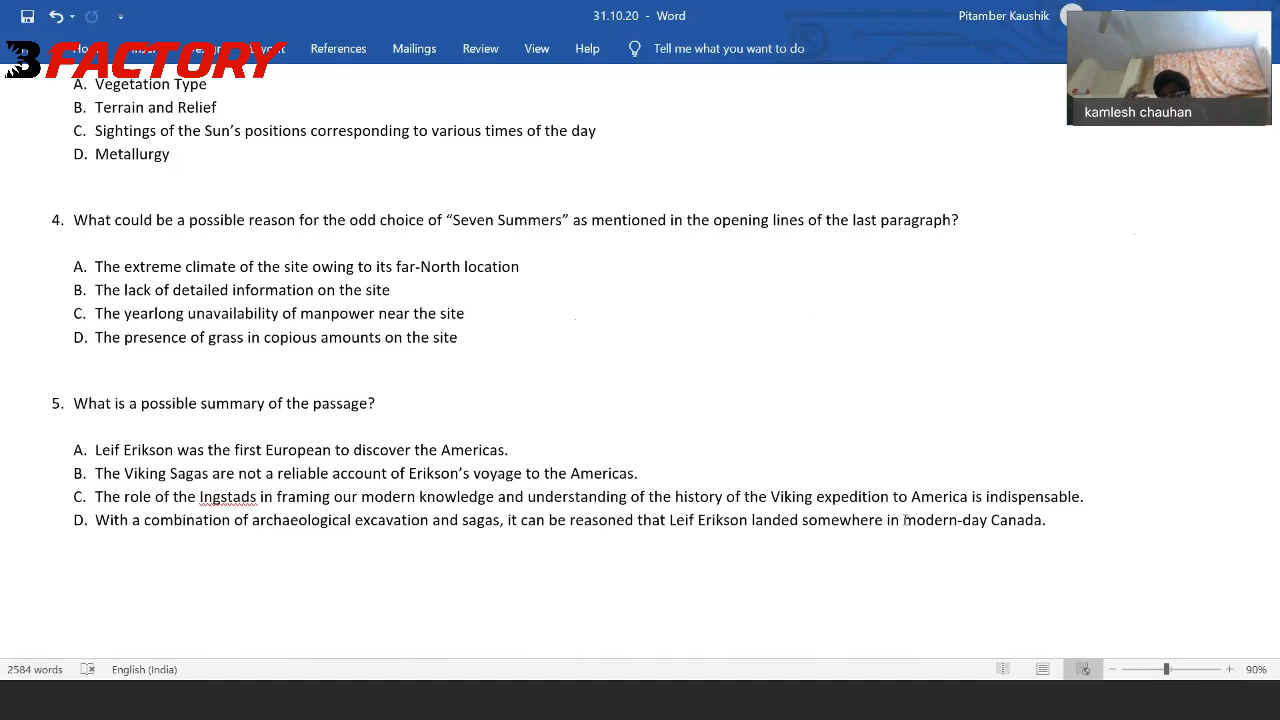 31.10.20 - Word
Pitamber Kaushik
References Mailings Review View Help Tell me what you want to do
3 FACTORY
kamlesh chauhan
A. Vegetation Type
B. Terrain and Relief
C. Sightings of the Sun’s positions corresponding to various times of the day
D. Metallurgy
4. What could be a possible reason for the odd choice of “Seven Summers” as mentioned in the opening lines of the last paragraph?
A. The extreme climate of the site owing to its far-North location
B. The lack of detailed information on the site
C. The yearlong unavailability of manpower near the site
D. The presence of grass in copious amounts on the site
5. What is a possible summary of the passage?
A. Leif Erikson was the first European to discover the Americas.
B. The Viking Sagas are not a reliable account of Erikson’s voyage to the Americas.
C. The role of the Ingstads in framing our modern knowledge and understanding of the history of the Viking expedition to America is indispensable.
D. With a combination of archaeological excavation and sagas, it can be reasoned that Leif Erikson landed somewhere in modern-day Canada.
2584 words English (India) 90%